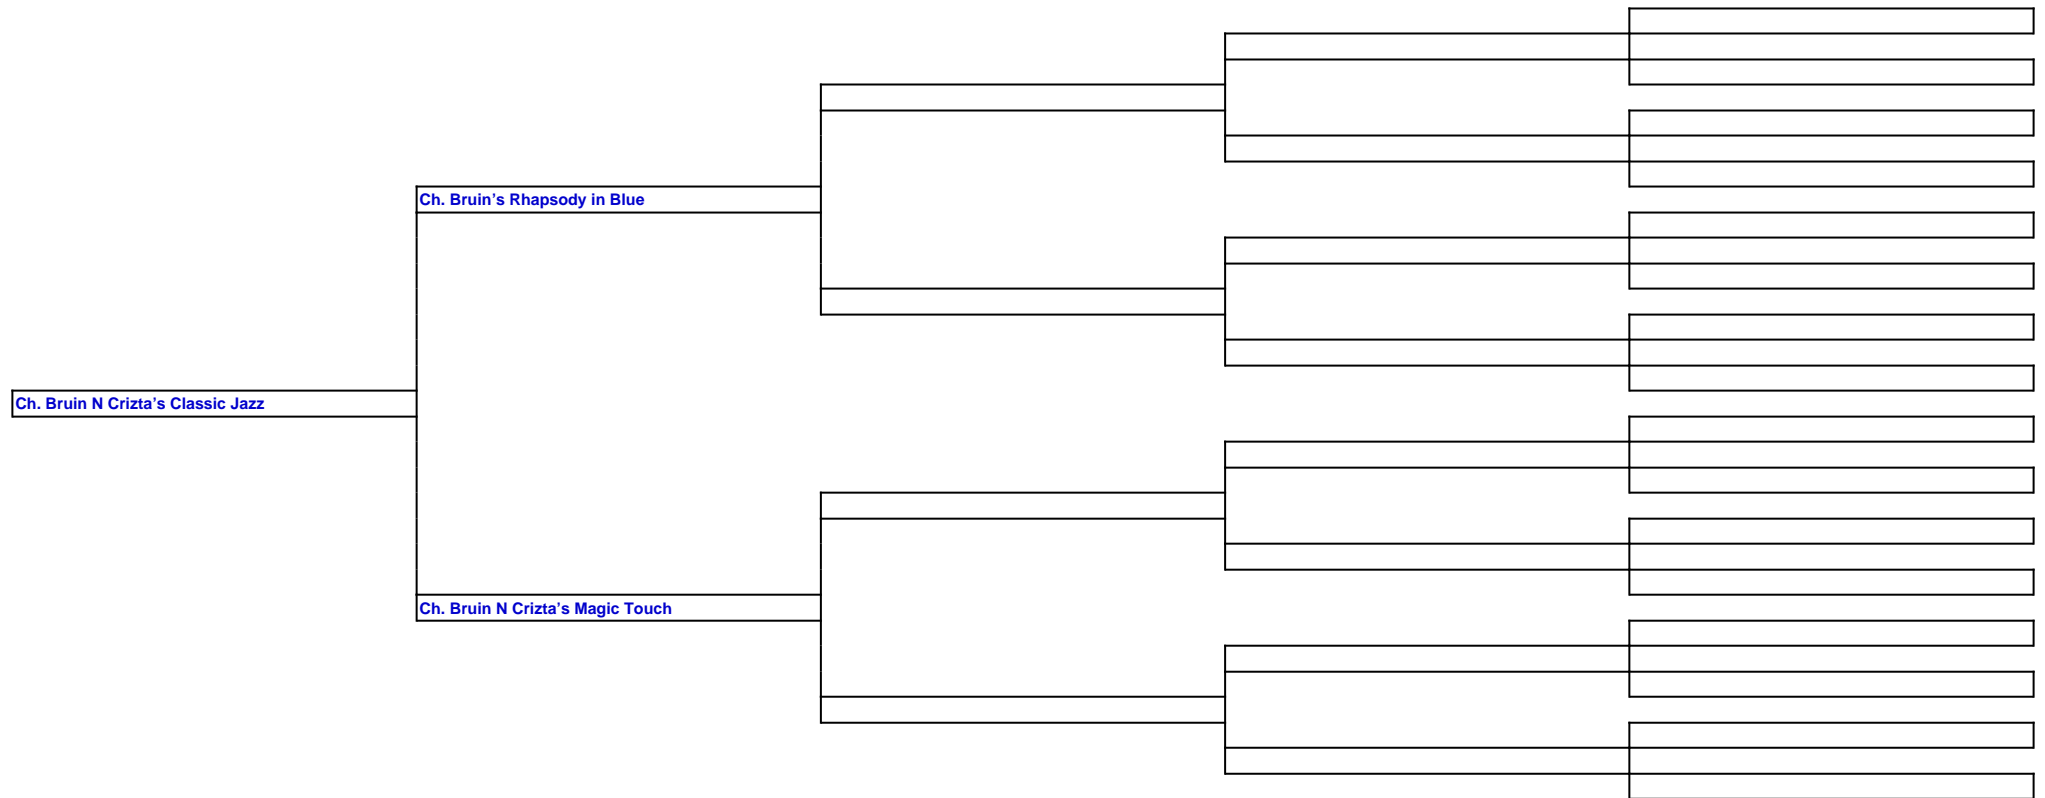 Ch. Bruin’s Rhapsody in Blue
Ch. Bruin N Crizta’s Classic Jazz
Ch. Bruin N Crizta’s Magic Touch